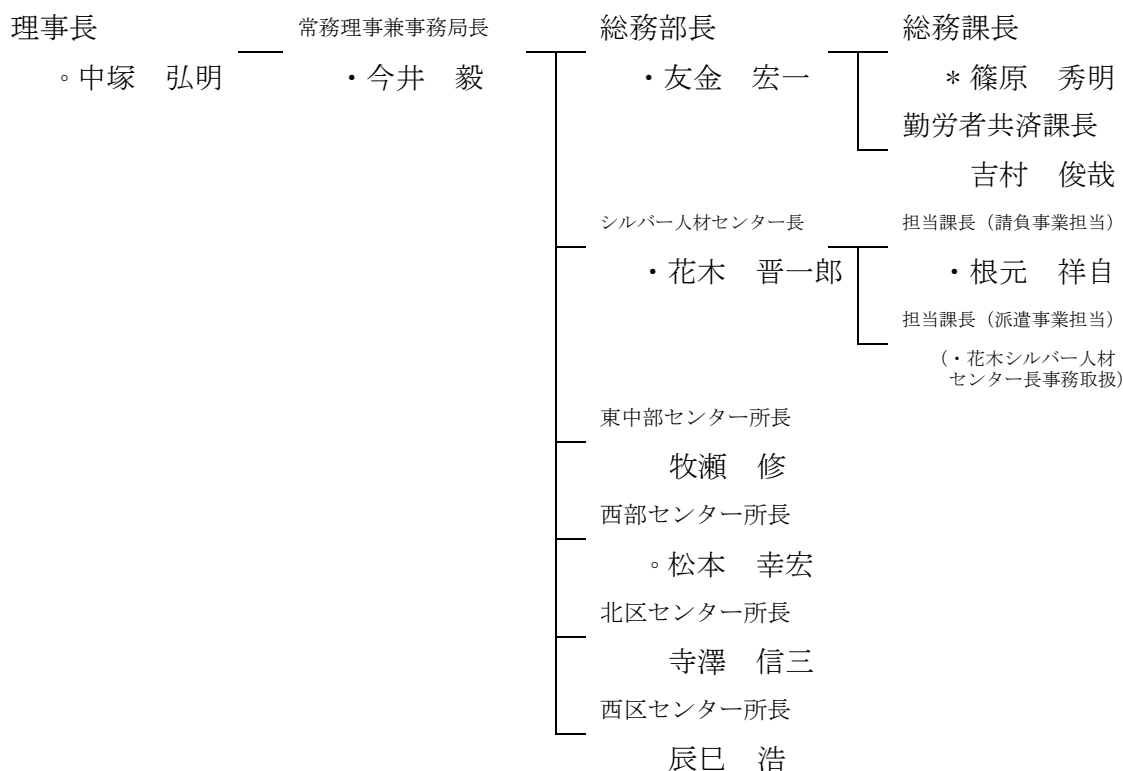 理事長
◦中塚　弘明
常務理事兼事務局長
・今井　毅
総務部長
・友金　宏一
総務課長
＊篠原　秀明
勤労者共済課長
吉村　俊哉
シルバー人材センター長
・花木　晋一郎
担当課長（請負事業担当）
・根元　祥自
担当課長（派遣事業担当）
（・花木シルバー人材
センター長事務取扱）
東中部センター所長
牧瀬　修
西部センター所長
◦松本　幸宏
北区センター所長
寺澤　信三
西区センター所長
辰巳　浩